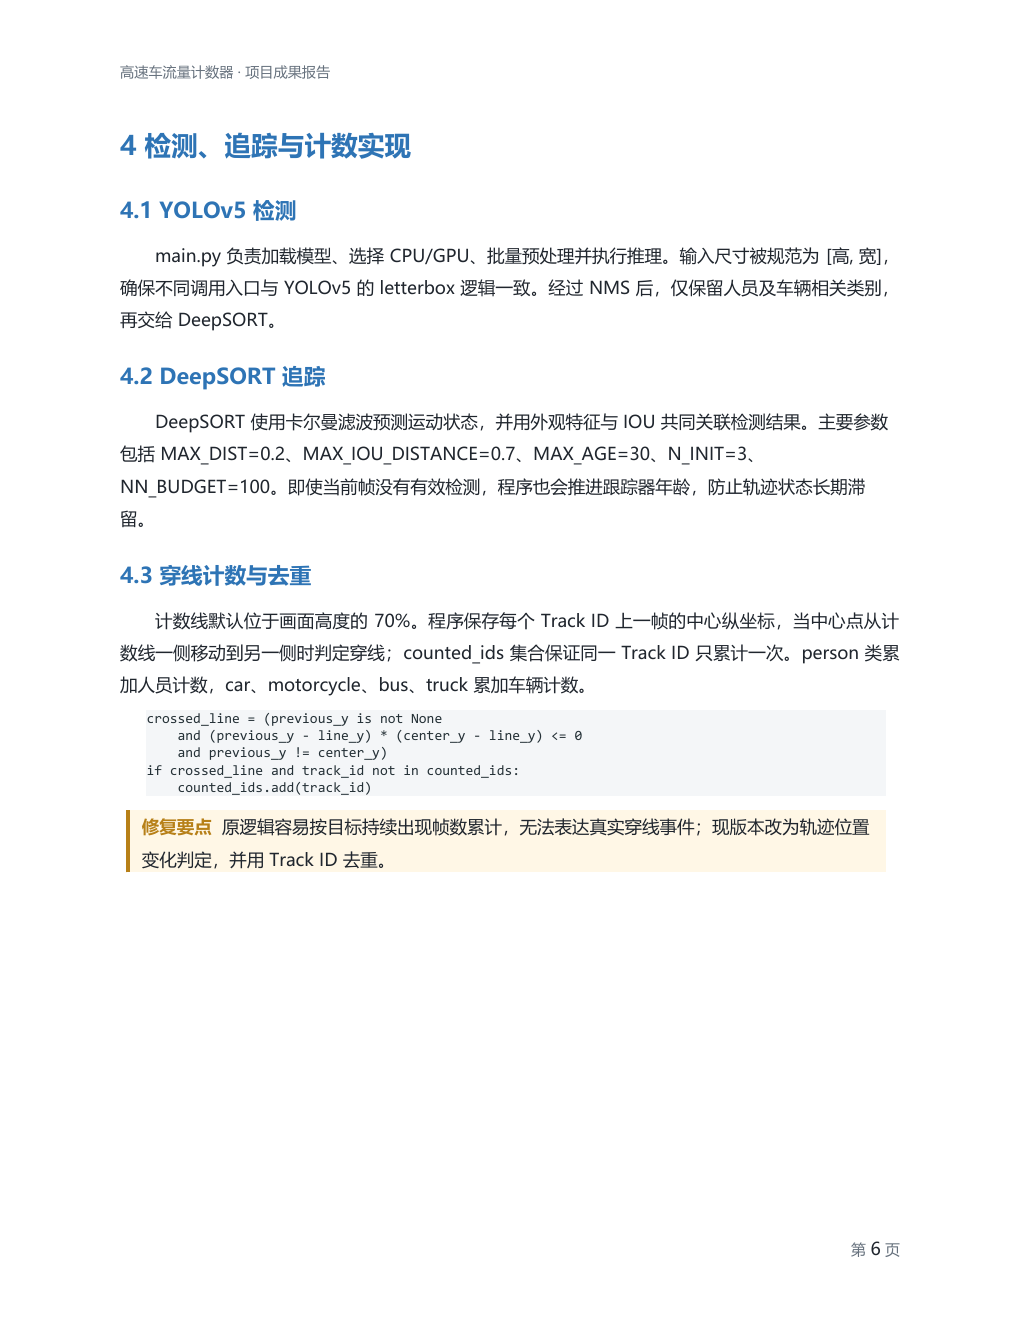 高速车流量计数器 · 项目成果报告
4 检测、追踪与计数实现
4.1 YOLOv5 检测
main.py 负责加载模型、选择 CPU/GPU、批量预处理并执行推理。输入尺寸被规范为 [高, 宽]，
确保不同调用入口与 YOLOv5 的 letterbox 逻辑一致。经过 NMS 后，仅保留人员及车辆相关类别，
再交给 DeepSORT。
4.2 DeepSORT 追踪
DeepSORT 使用卡尔曼滤波预测运动状态，并用外观特征与 IOU 共同关联检测结果。主要参数
包括 MAX_DIST=0.2、MAX_IOU_DISTANCE=0.7、MAX_AGE=30、N_INIT=3、
NN_BUDGET=100。即使当前帧没有有效检测，程序也会推进跟踪器年龄，防止轨迹状态长期滞
留。
4.3 穿线计数与去重
计数线默认位于画面高度的 70%。程序保存每个 Track ID 上一帧的中心纵坐标，当中心点从计
数线一侧移动到另一侧时判定穿线；counted_ids 集合保证同一 Track ID 只累计一次。person 类累
加人员计数，car、motorcycle、bus、truck 累加车辆计数。
crossed_line = (previous_y is not None
    and (previous_y - line_y) * (center_y - line_y) <= 0
    and previous_y != center_y)
if crossed_line and track_id not in counted_ids:
    counted_ids.add(track_id)
修复要点 原逻辑容易按目标持续出现帧数累计，无法表达真实穿线事件；现版本改为轨迹位置
变化判定，并用 Track ID 去重。
第 6 页